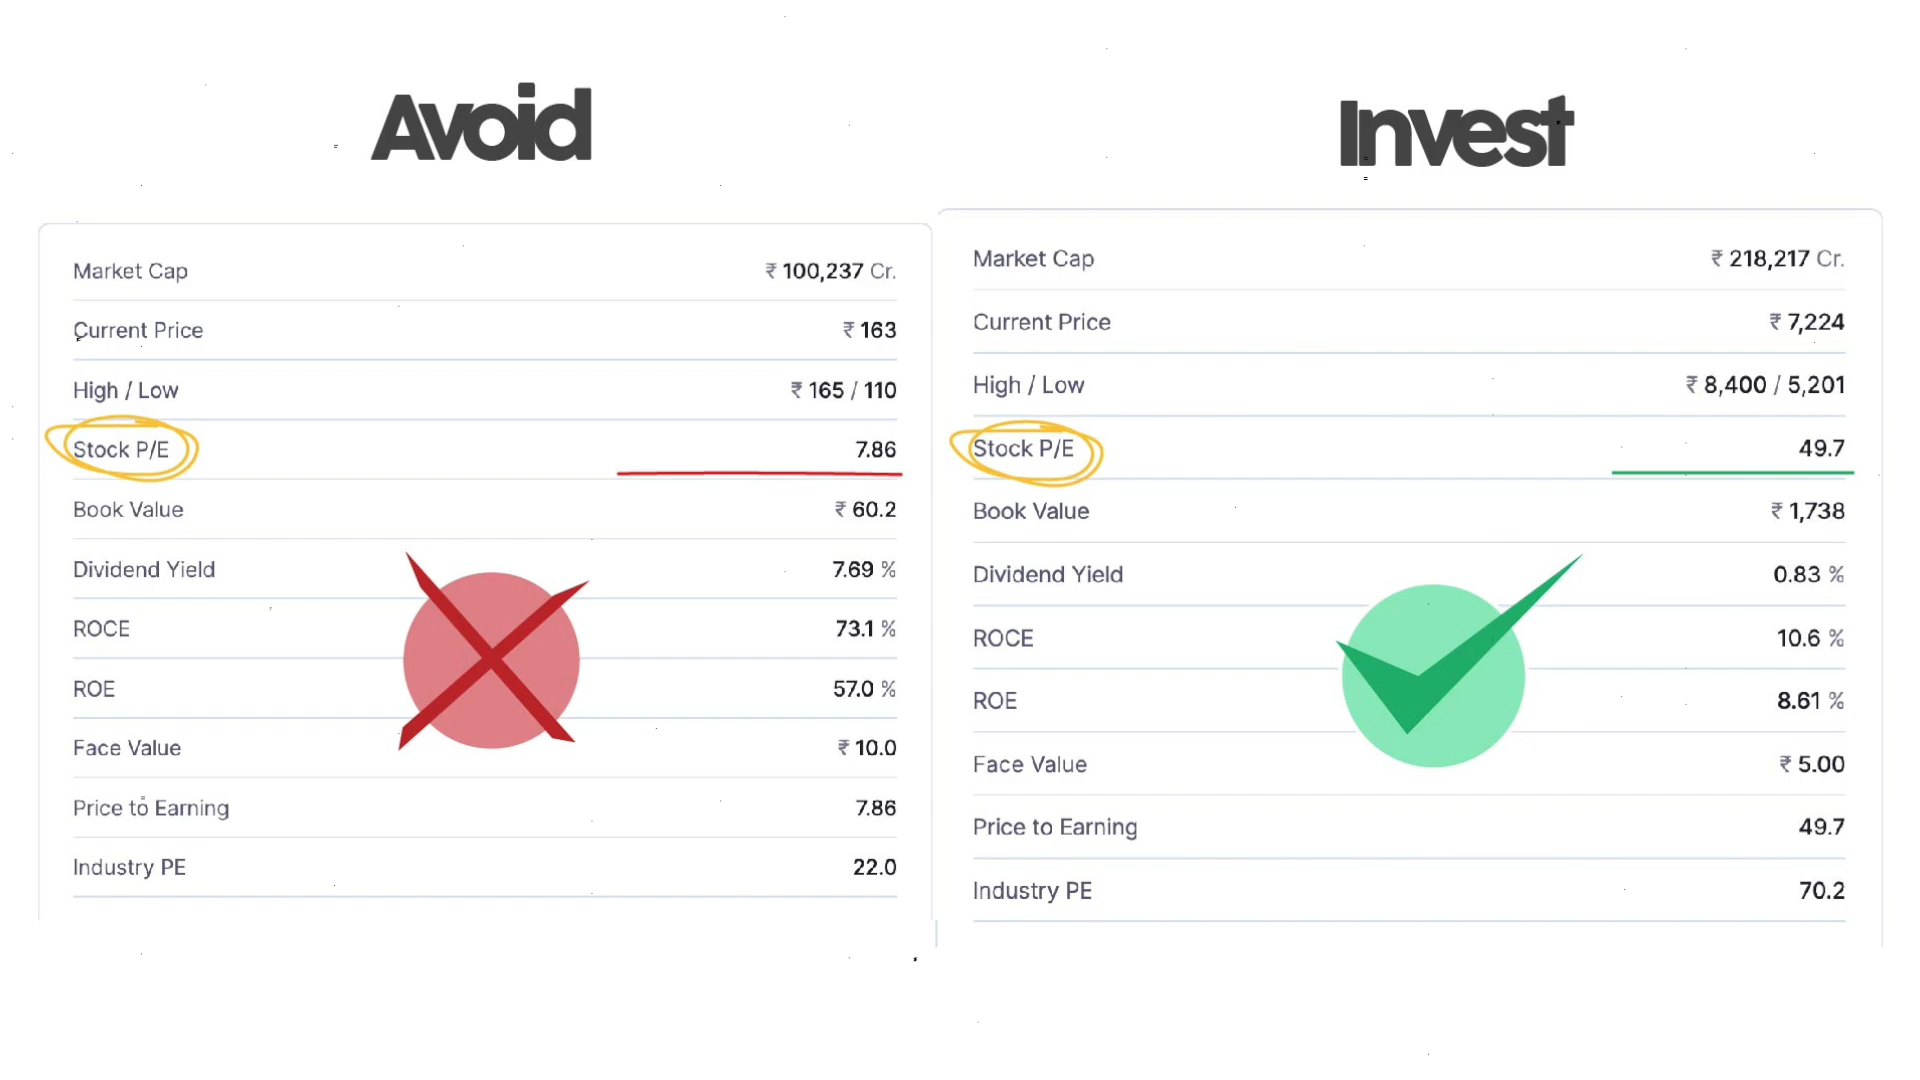 Avoid
Market Cap ₹ 100,237 Cr.
Current Price ₹ 163
High / Low ₹ 165 / 110
Stock P/E 7.86
Book Value ₹ 60.2
Dividend Yield 7.69 %
ROCE 73.1 %
ROE 57.0 %
Face Value ₹ 10.0
Price to Earning 7.86
Industry PE 22.0
Invest
Market Cap ₹ 218,217 Cr.
Current Price ₹ 7,224
High / Low ₹ 8,400 / 5,201
Stock P/E 49.7
Book Value ₹ 1,738
Dividend Yield 0.83 %
ROCE 10.6 %
ROE 8.61 %
Face Value ₹ 5.00
Price to Earning 49.7
Industry PE 70.2